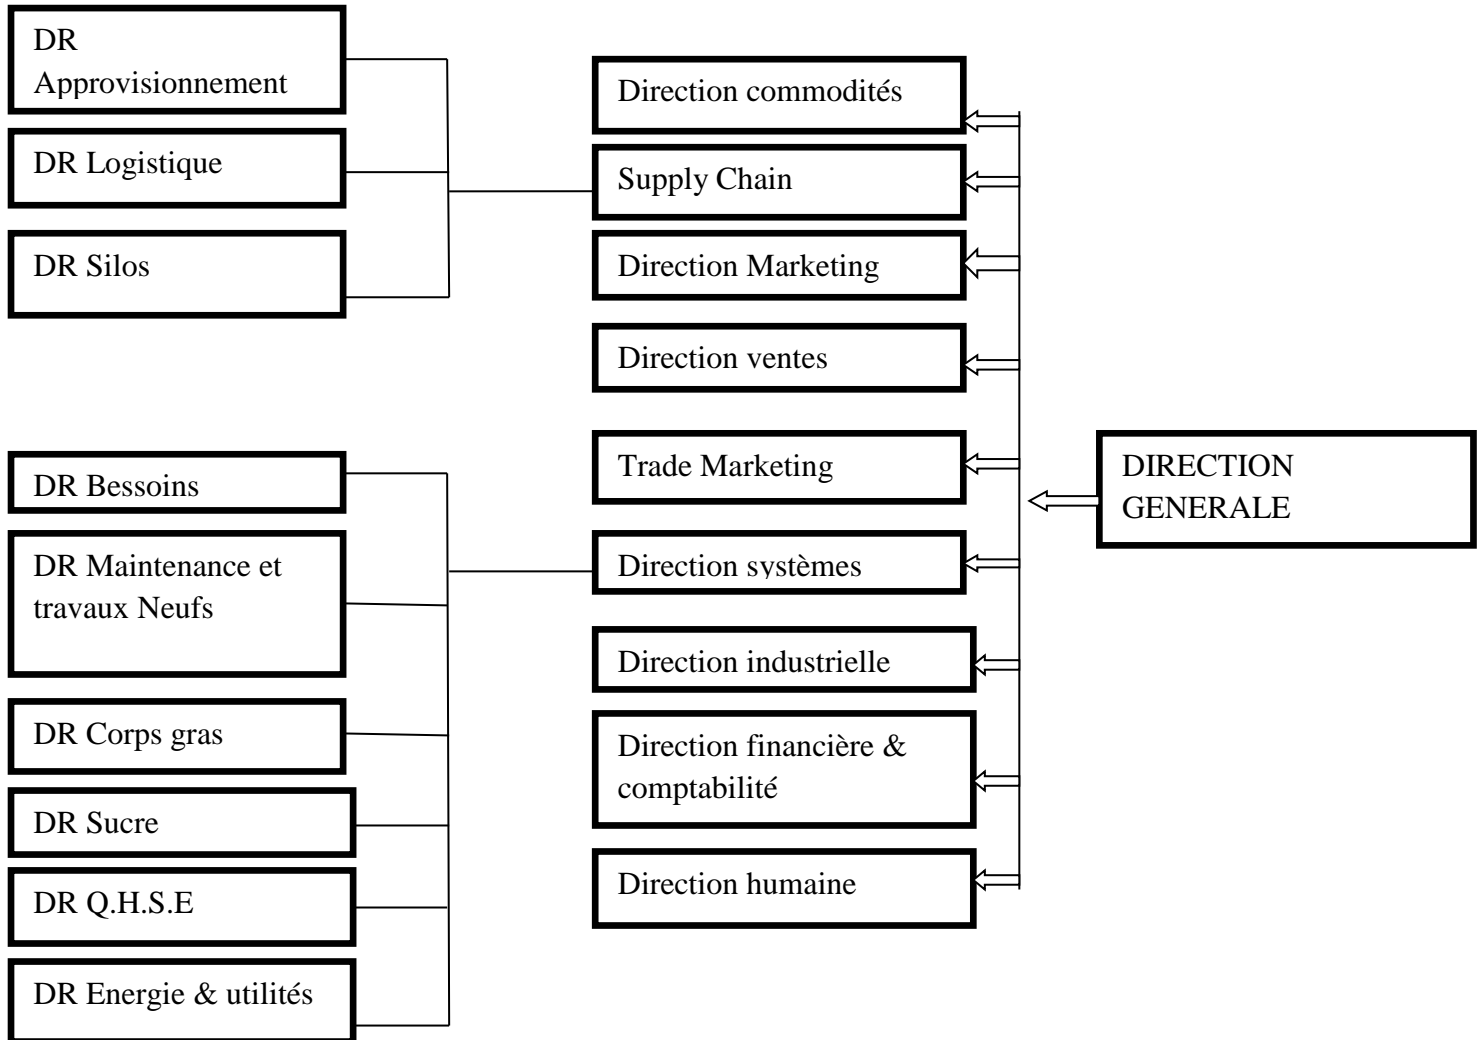 DR
Approvisionnement
DR Logistique
DR Silos
DR Bessoins
DR Maintenance et
travaux Neufs
DR Corps gras
DR Sucre
DR Q.H.S.E
DR Energie & utilités
Direction commodités
Supply Chain
Direction Marketing
Direction ventes
Trade Marketing
Direction systèmes
Direction industrielle
Direction financière &
comptabilité
Direction humaine
DIRECTION
GENERALE